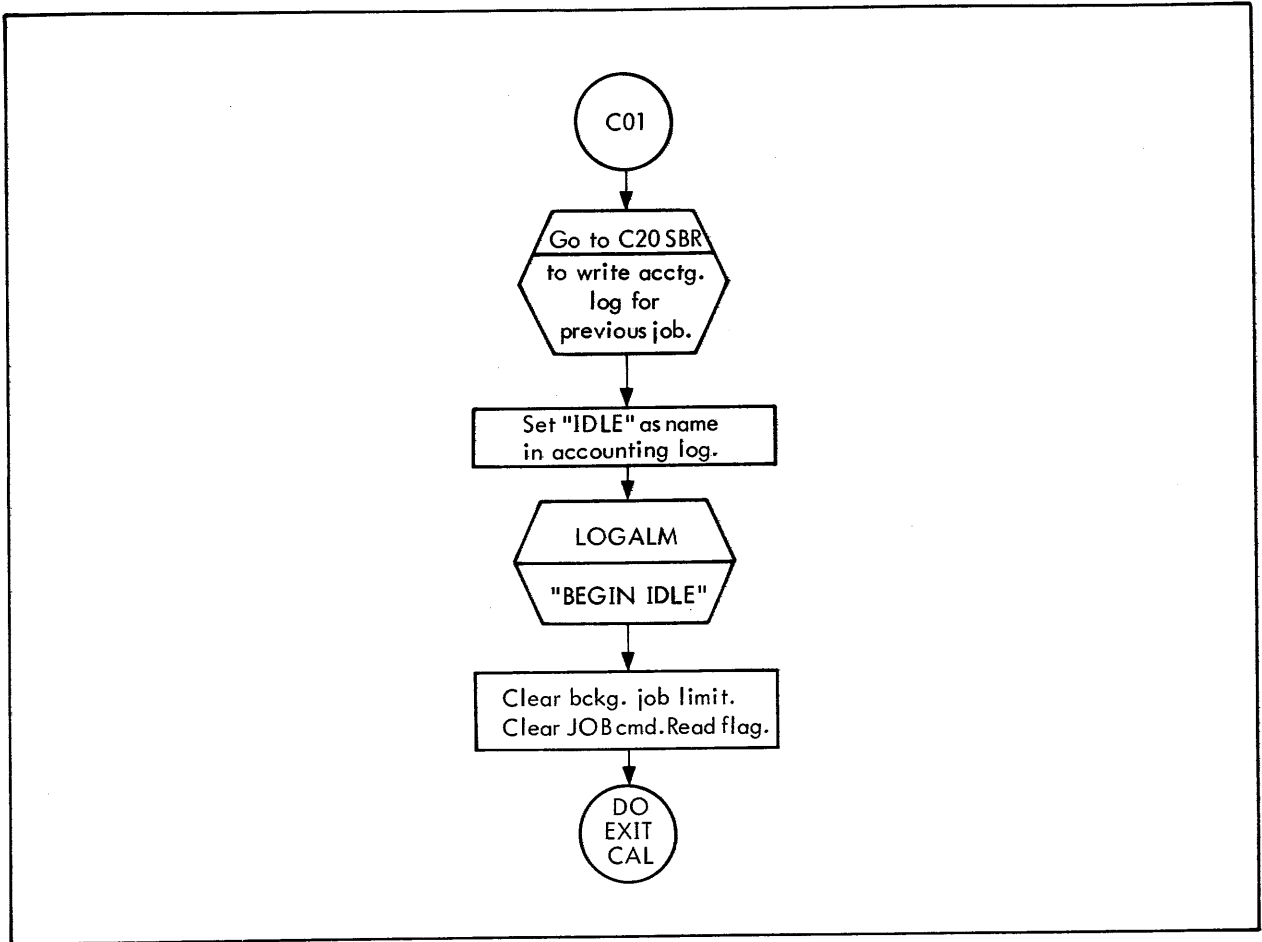 C01
Go to C20 SBR
to write acctg.
log for
previous job.
Set "IDLE" as name
in accounting log.
LOGALM
"BEGIN IDLE"
Clear bckg. job limit.
Clear JOB cmd. Read flag.
DO
EXIT
CAL